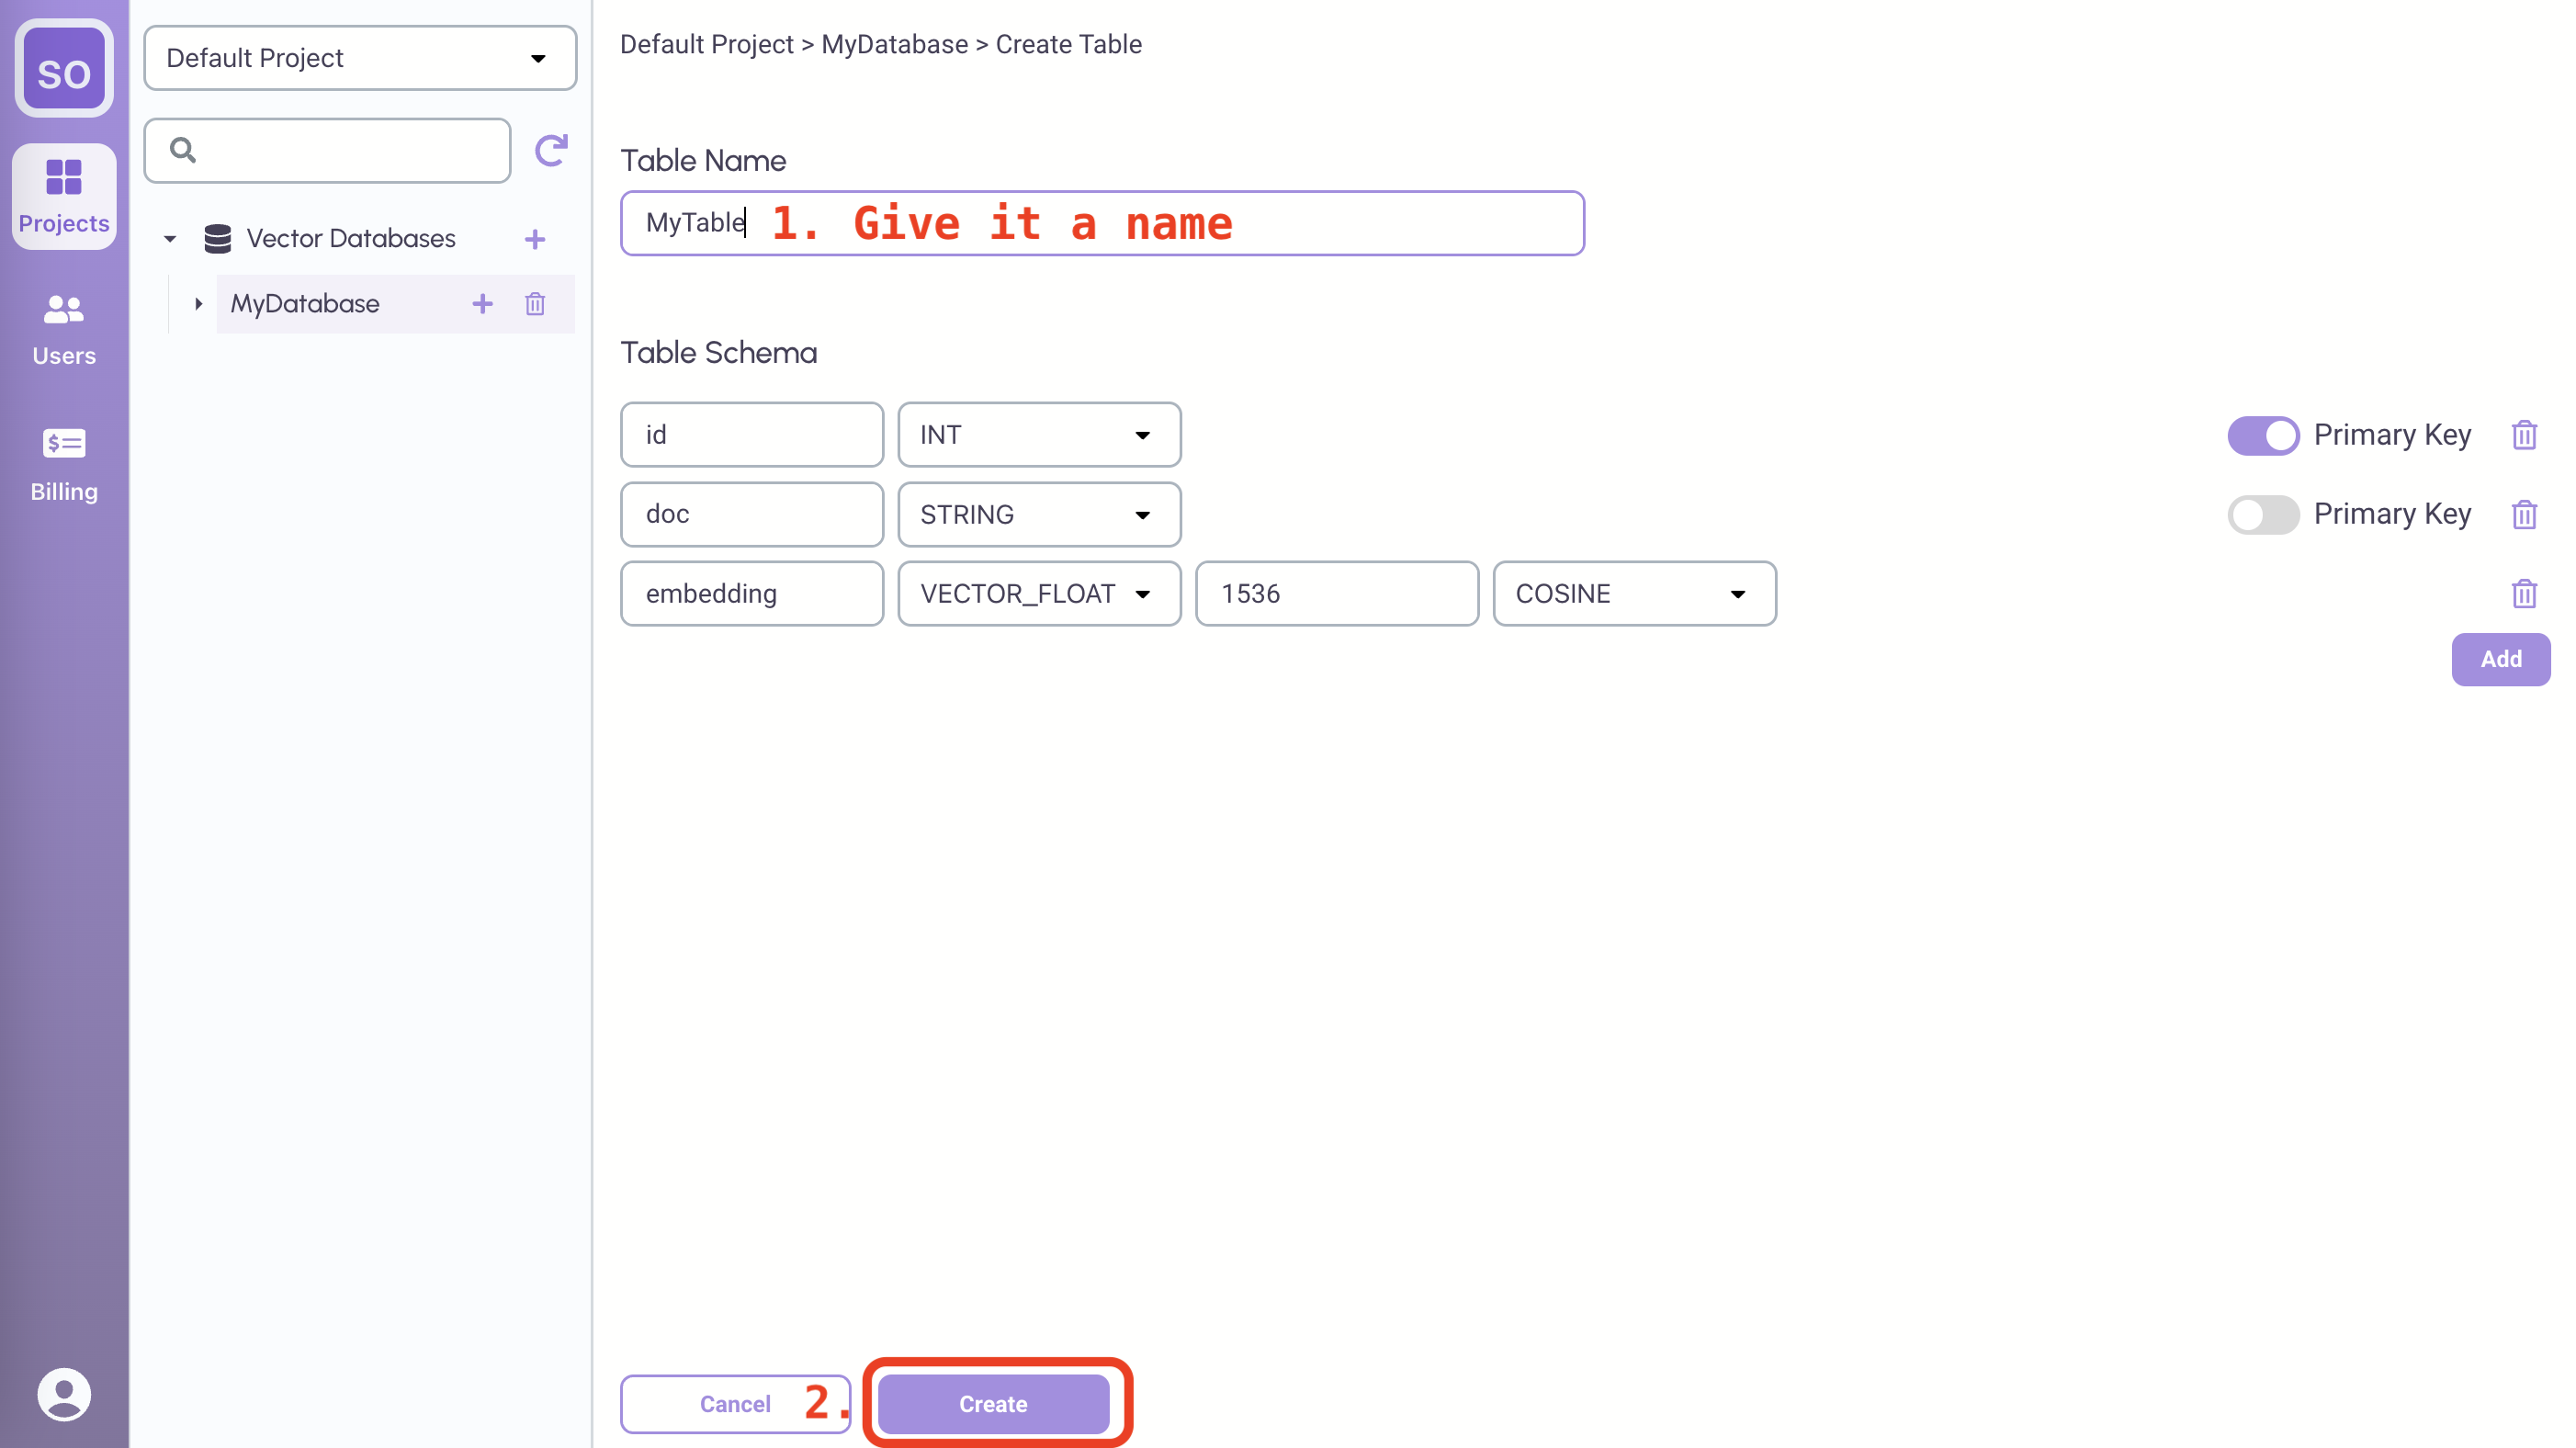 SO
Projects
Users
Billing
Default Project
Vector Databases
MyDatabase
Default Project > MyDatabase > Create Table
Table Name
MyTable 1. Give it a name
Table Schema
id INT Primary Key
doc STRING Primary Key
embedding VECTOR_FLOAT 1536 COSINE
Add
Cancel 2. Create